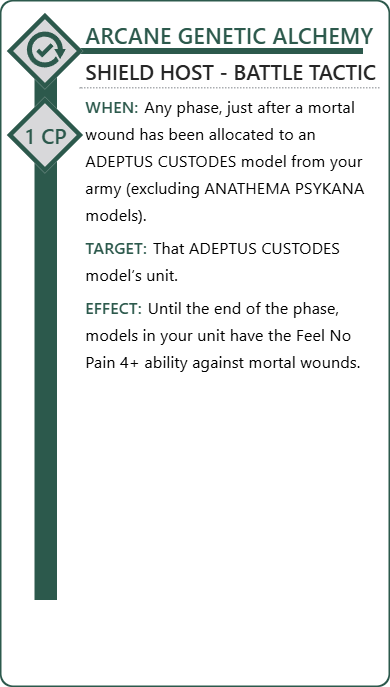 ARCANE GENETIC ALCHEMY
SHIELD HOST - BATTLE TACTIC
1 CP
WHEN: Any phase, just after a mortal
wound has been allocated to an
ADEPTUS CUSTODES model from your
army (excluding ANATHEMA PSYKANA
models).
TARGET: That ADEPTUS CUSTODES
model’s unit.
EFFECT: Until the end of the phase,
models in your unit have the Feel No
Pain 4+ ability against mortal wounds.